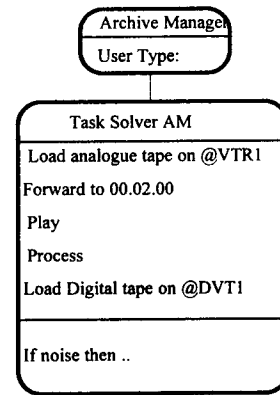 Archive Manager
User Type:
Task Solver AM
Load analogue tape on @VTR1
Forward to 00.02.00
Play
Process
Load Digital tape on @DVT1
If noise then ..